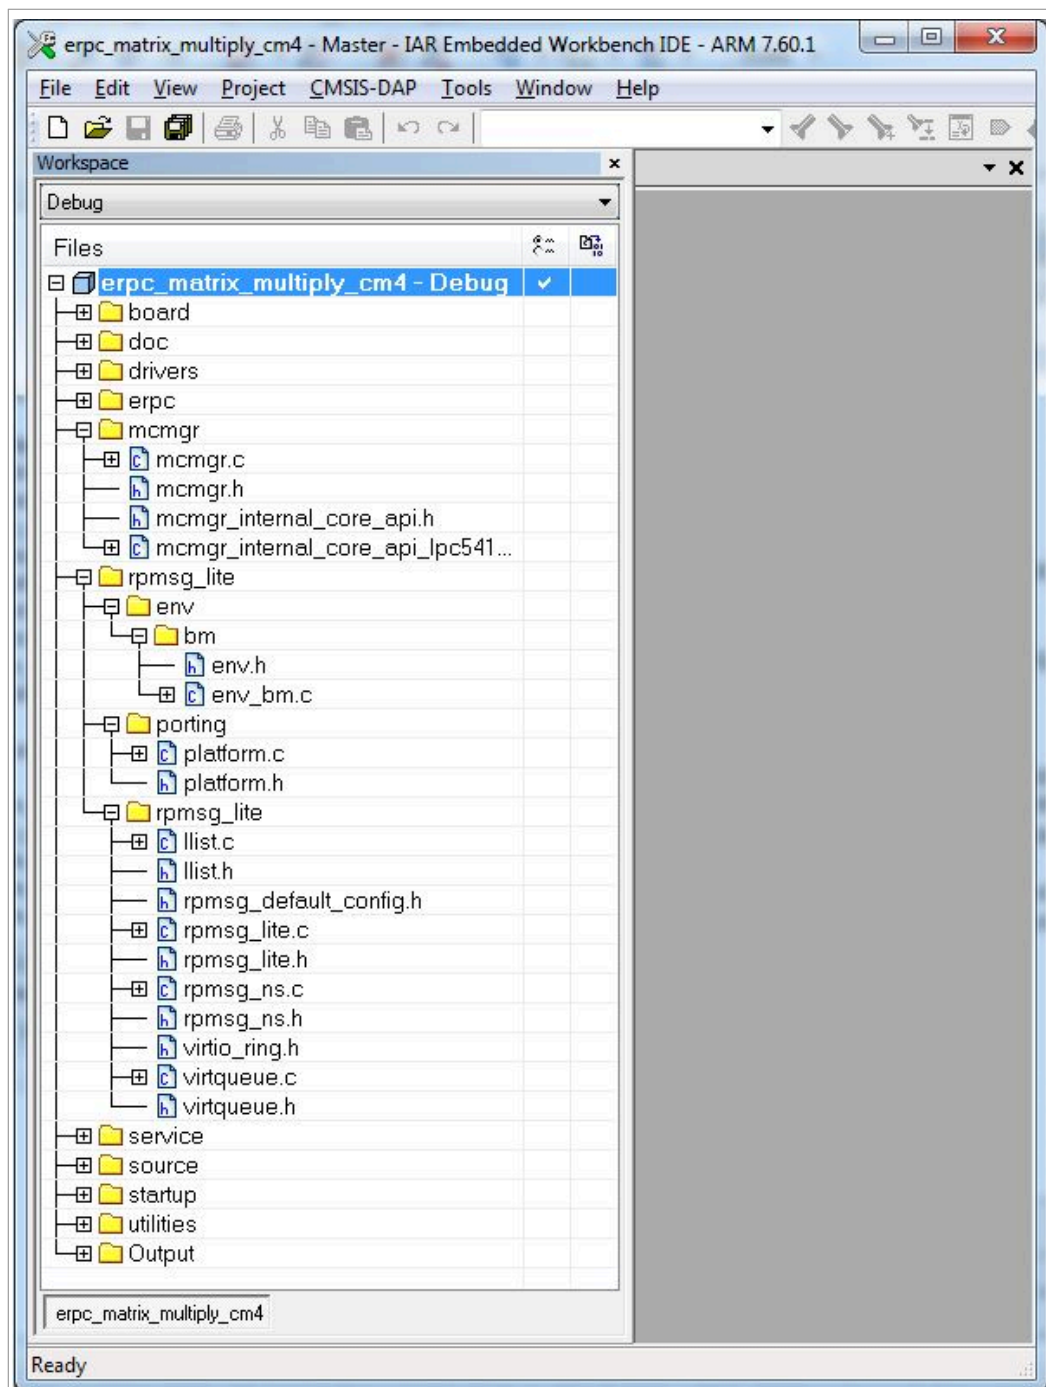 erpc_matrix_multiply_cm4 - Master - IAR Embedded Workbench IDE - ARM 7.60.1
File Edit View Project CMSIS-DAP Tools Window Help
Workspace
Debug
Files
erpc_matrix_multiply_cm4 - Debug
board
doc
drivers
erpc
mcmgr
mcmgr.c
mcmgr.h
mcmgr_internal_core_api.h
mcmgr_internal_core_api_lpc541...
rpmsg_lite
env
bm
env.h
env_bm.c
porting
platform.c
platform.h
rpmsg_lite
llist.c
llist.h
rpmsg_default_config.h
rpmsg_lite.c
rpmsg_lite.h
rpmsg_ns.c
rpmsg_ns.h
virtio_ring.h
virtqueue.c
virtqueue.h
service
source
startup
utilities
Output
erpc_matrix_multiply_cm4
Ready